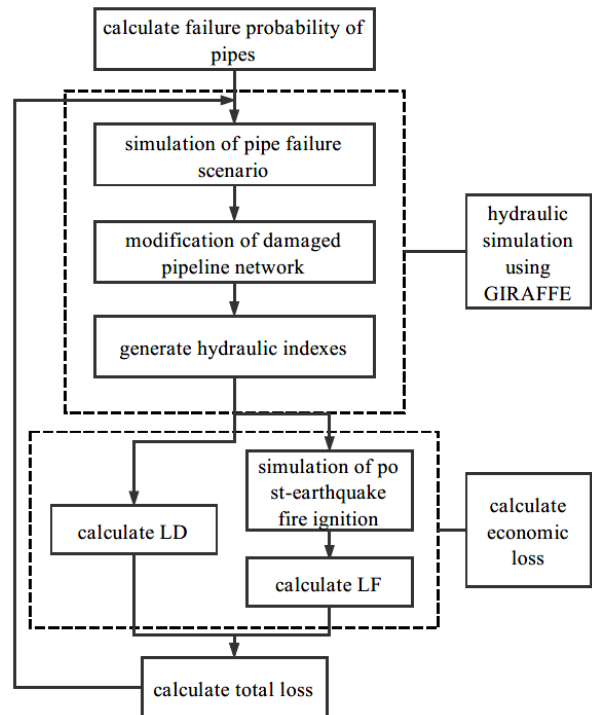 calculate failure probability of
pipes
simulation of pipe failure
scenario
modification of damaged
pipeline network
generate hydraulic indexes
hydraulic
simulation
using
GIRAFFE
simulation of po
st-earthquake
fire ignition
calculate LD
calculate LF
calculate
economic
loss
calculate total loss